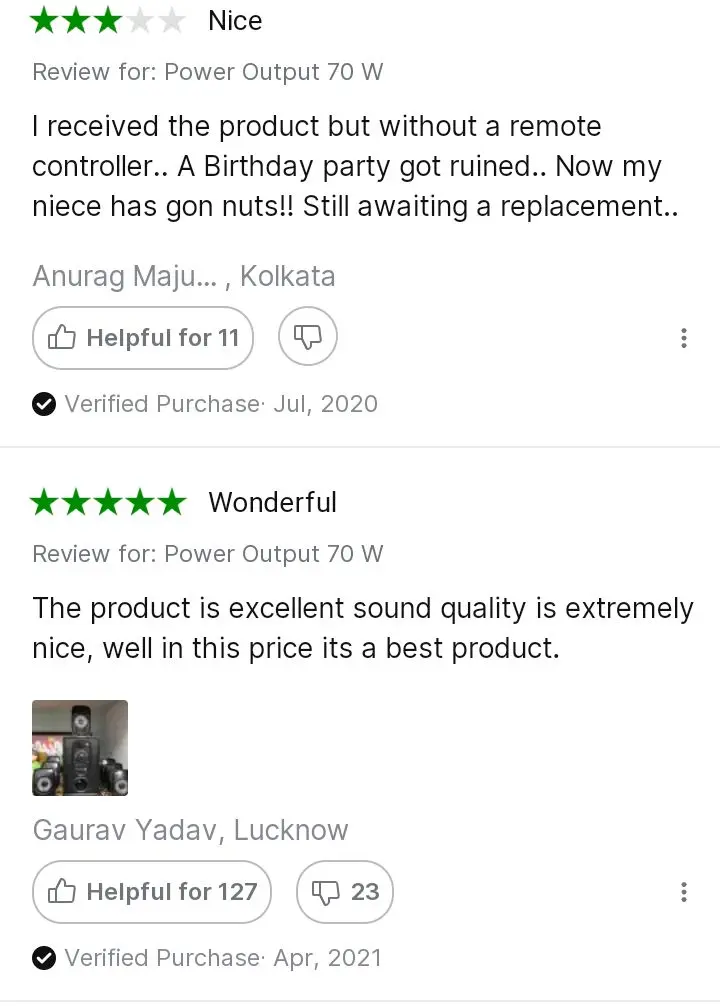 Nice
Review for: Power Output 70 W
I received the product but without a remote
controller.. A Birthday party got ruined.. Now my
niece has gon nuts!! Still awaiting a replacement..
Anurag Maju... , Kolkata
Helpful for 11
Verified Purchase· Jul, 2020
Wonderful
Review for: Power Output 70 W
The product is excellent sound quality is extremely
nice, well in this price its a best product.
Gaurav Yadav, Lucknow
Helpful for 127 23
Verified Purchase· Apr, 2021